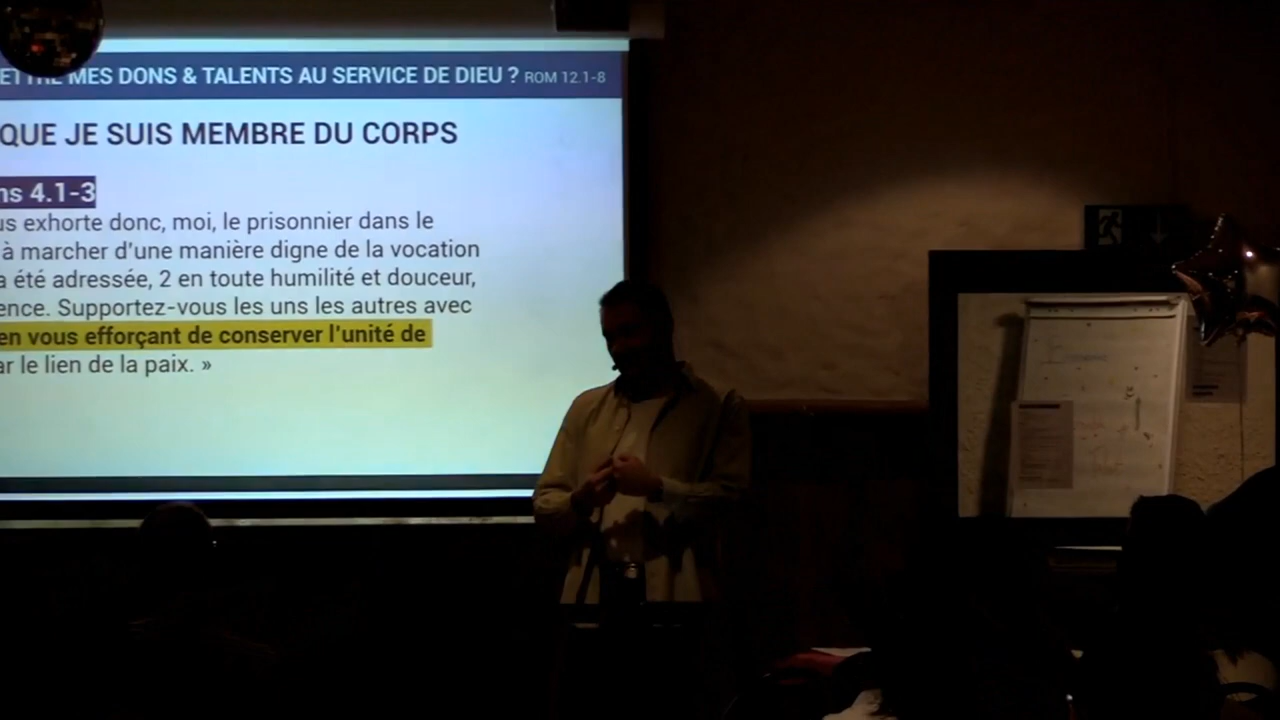 ETTRE MES DONS & TALENTS AU SERVICE DE DIEU ? ROM 12.1-8
QUE JE SUIS MEMBRE DU CORPS
ns 4.1-3
us exhorte donc, moi, le prisonnier dans le
à marcher d'une manière digne de la vocation
a été adressée, 2 en toute humilité et douceur,
ence. Supportez-vous les uns les autres avec
en vous efforçant de conserver l'unité de
ar le lien de la paix. »